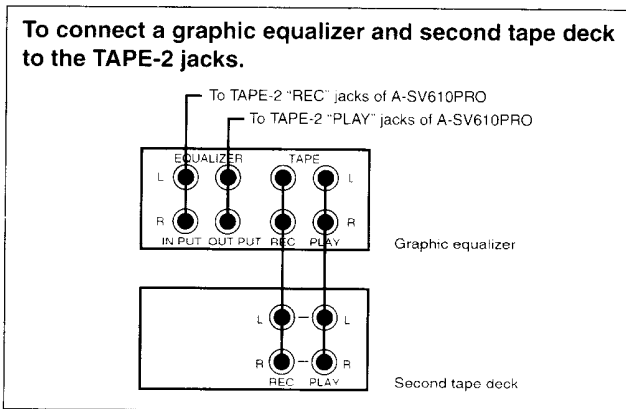 To connect a graphic equalizer and second tape deck
to the TAPE-2 jacks.
To TAPE-2 "REC" jacks of A-SV610PRO
To TAPE-2 "PLAY" jacks of A-SV610PRO
EQUALIZER TAPE
L L
R R
IN PUT OUT PUT REC PLAY
Graphic equalizer
L L
R R
REC PLAY
Second tape deck